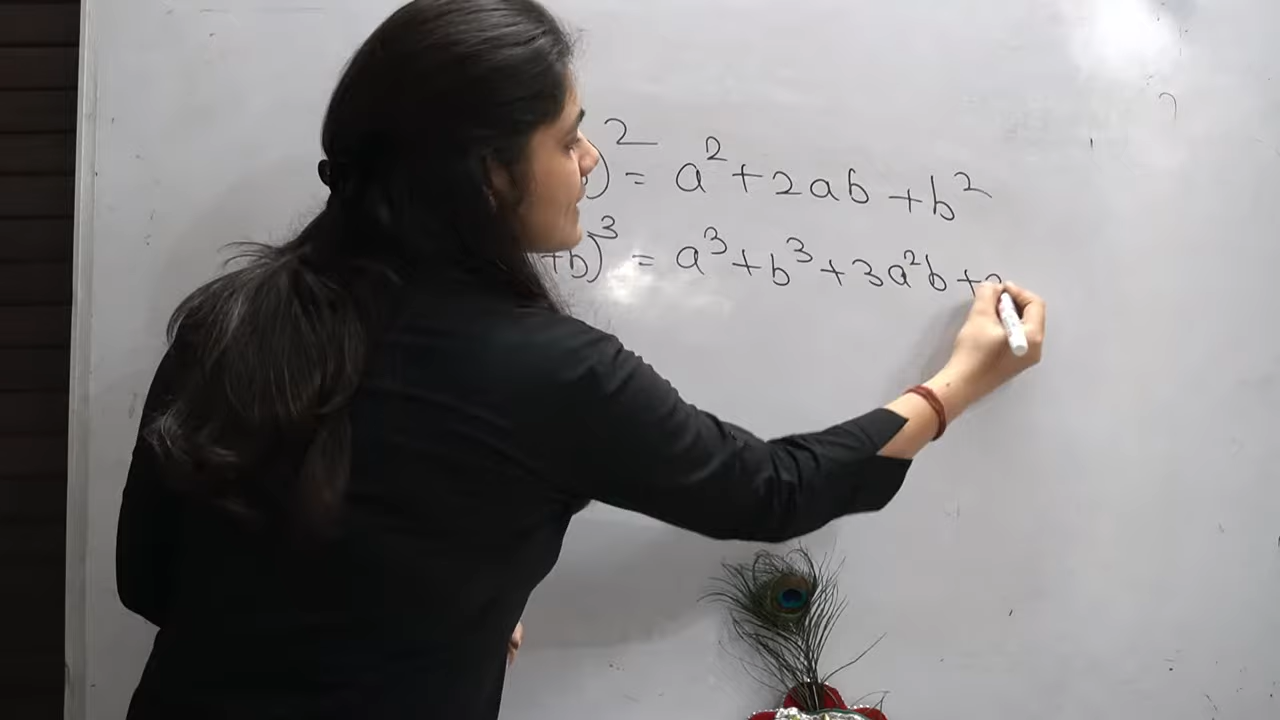 )² = a² + 2ab + b²
+b)³ = a³ + b³ + 3a²b +